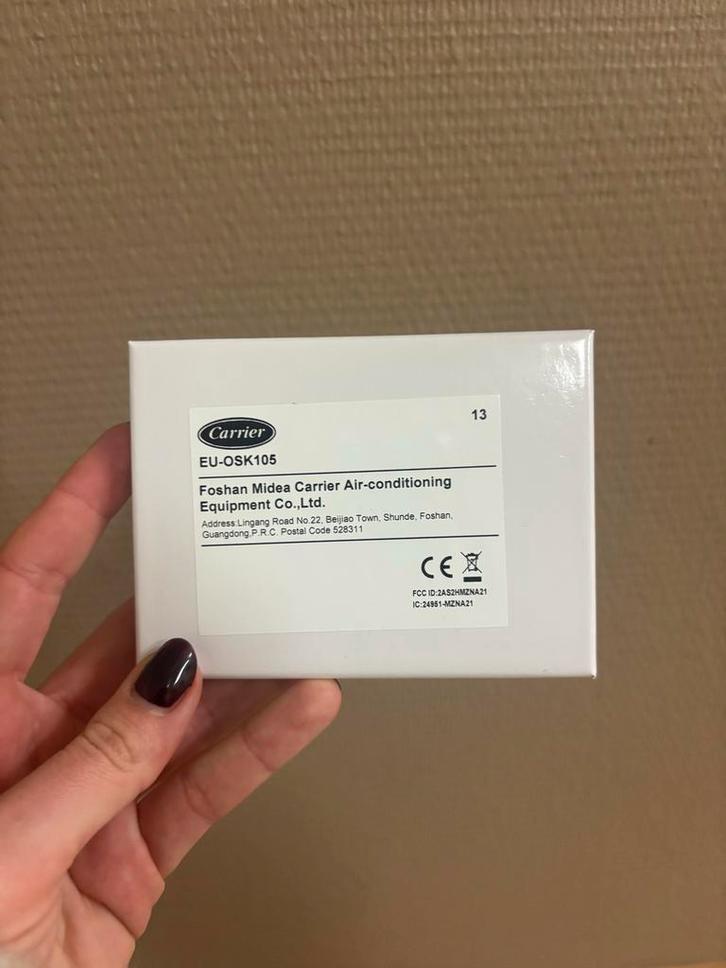 Carrier
13
EU-OSK105
Foshan Midea Carrier Air-conditioning
Equipment Co.,Ltd.
Address:Lingang Road No.22, Beijiao Town, Shunde, Foshan,
Guangdong,P.R.C. Postal Code 528311
CE
FCC ID:2AS2HMZNA21
IC:24951-MZNA21